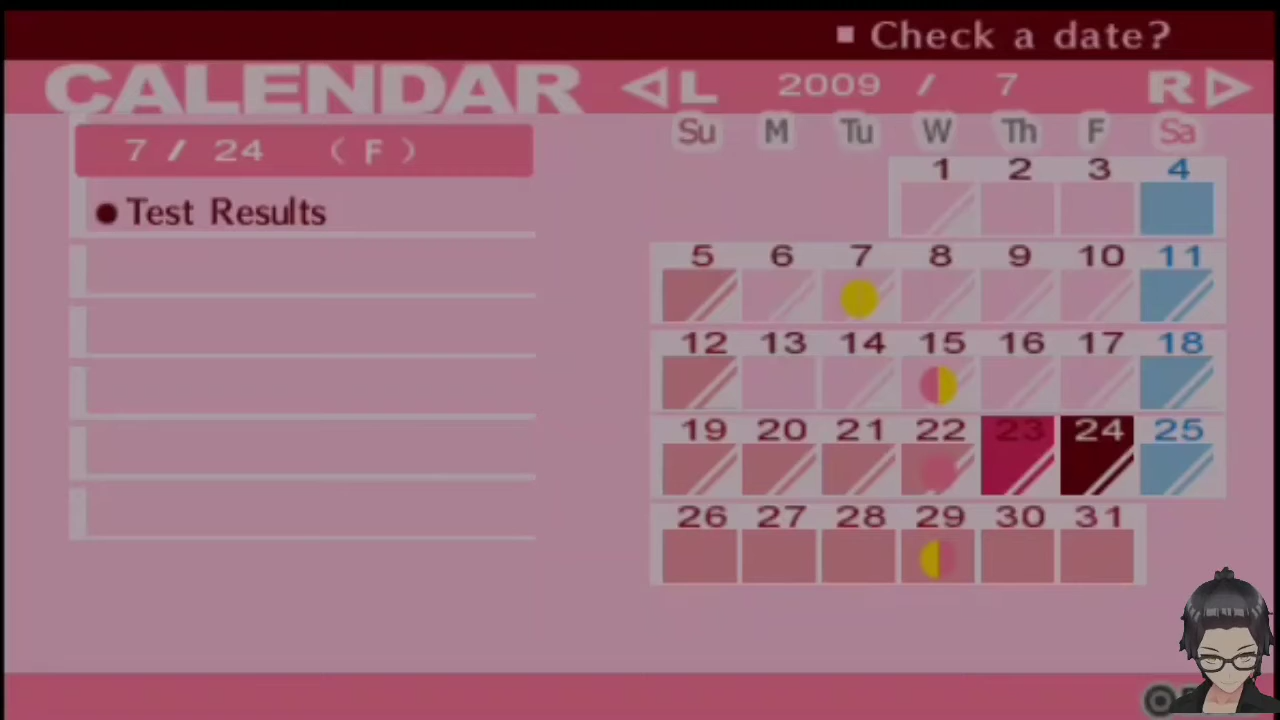 ■ Check a date?
CALENDAR
L 2009 / 7 R
7 / 24 (F)
● Test Results
Su M Tu W Th F Sa
1 2 3 4
5 6 7 8 9 10 11
12 13 14 15 16 17 18
19 20 21 22 23 24 25
26 27 28 29 30 31